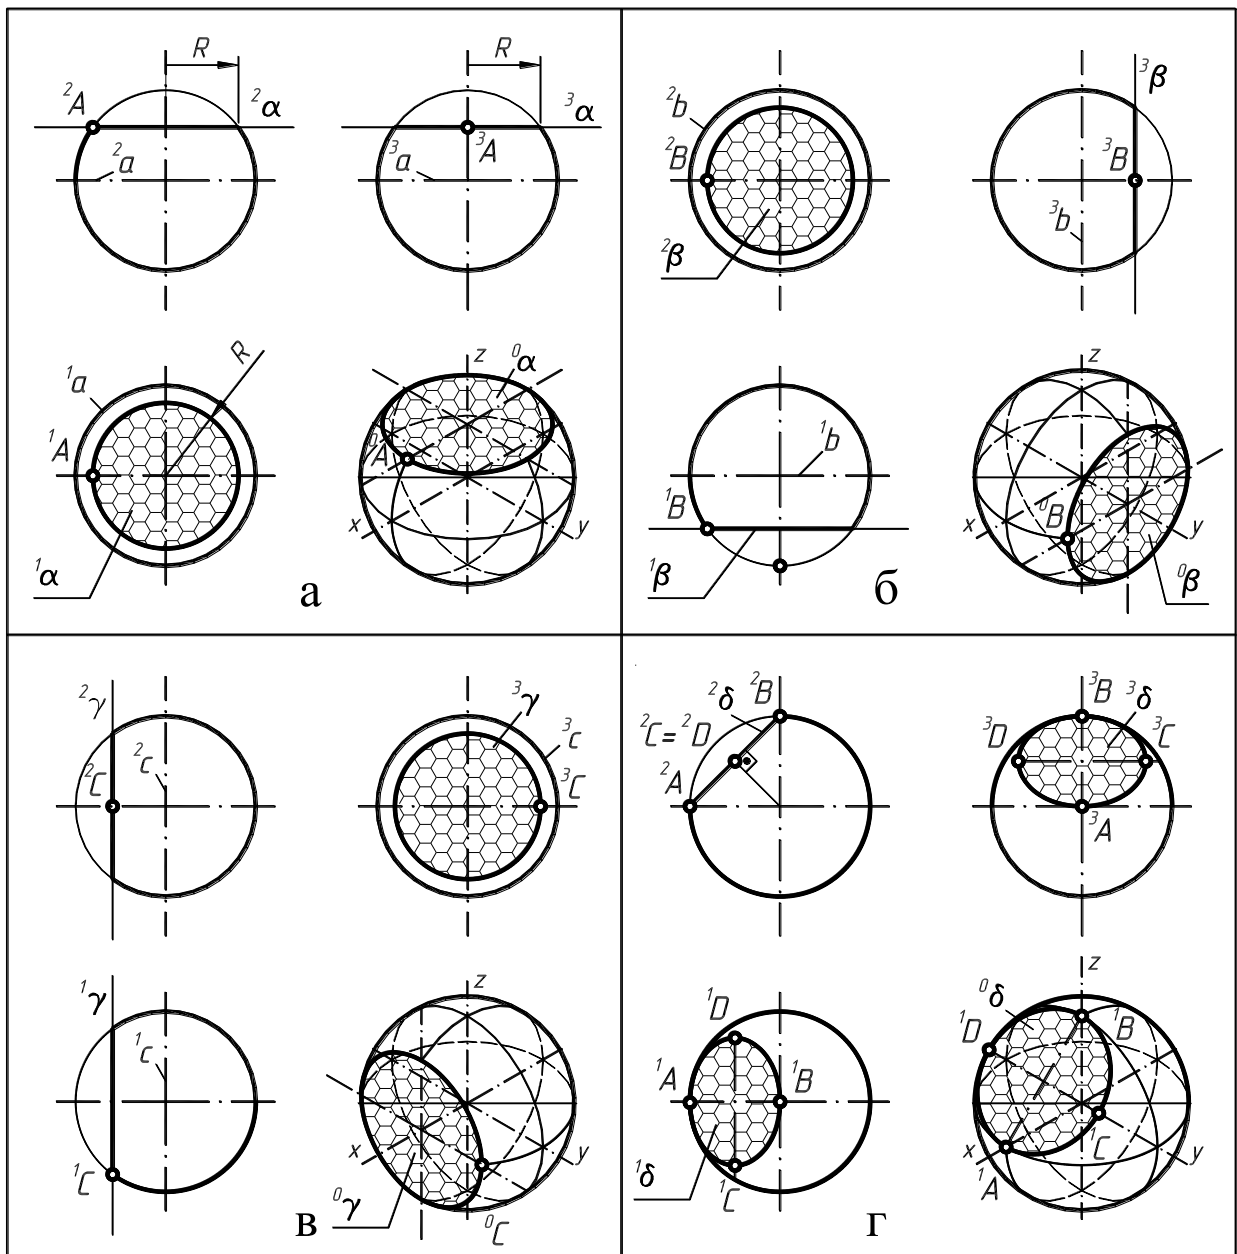 R R
²A ²α ³α
²a ³a ³A
R
¹a z ⁰α
¹A ⁰A
x y
¹α
а
²b ³β
²B ³B
³b
²β
z
¹b
¹B ⁰B x y
¹β ⁰β
б
²γ ³γ
²c ³c
²C ³C
¹γ z
¹c
x y
¹C ⁰γ ⁰C
в
²δ ²B ³B ³δ
²C=²D ³D ³C
²A ³A
z
¹D ⁰δ
¹D ¹B
¹A ¹B
x ¹C y
¹δ ¹C ¹A
г